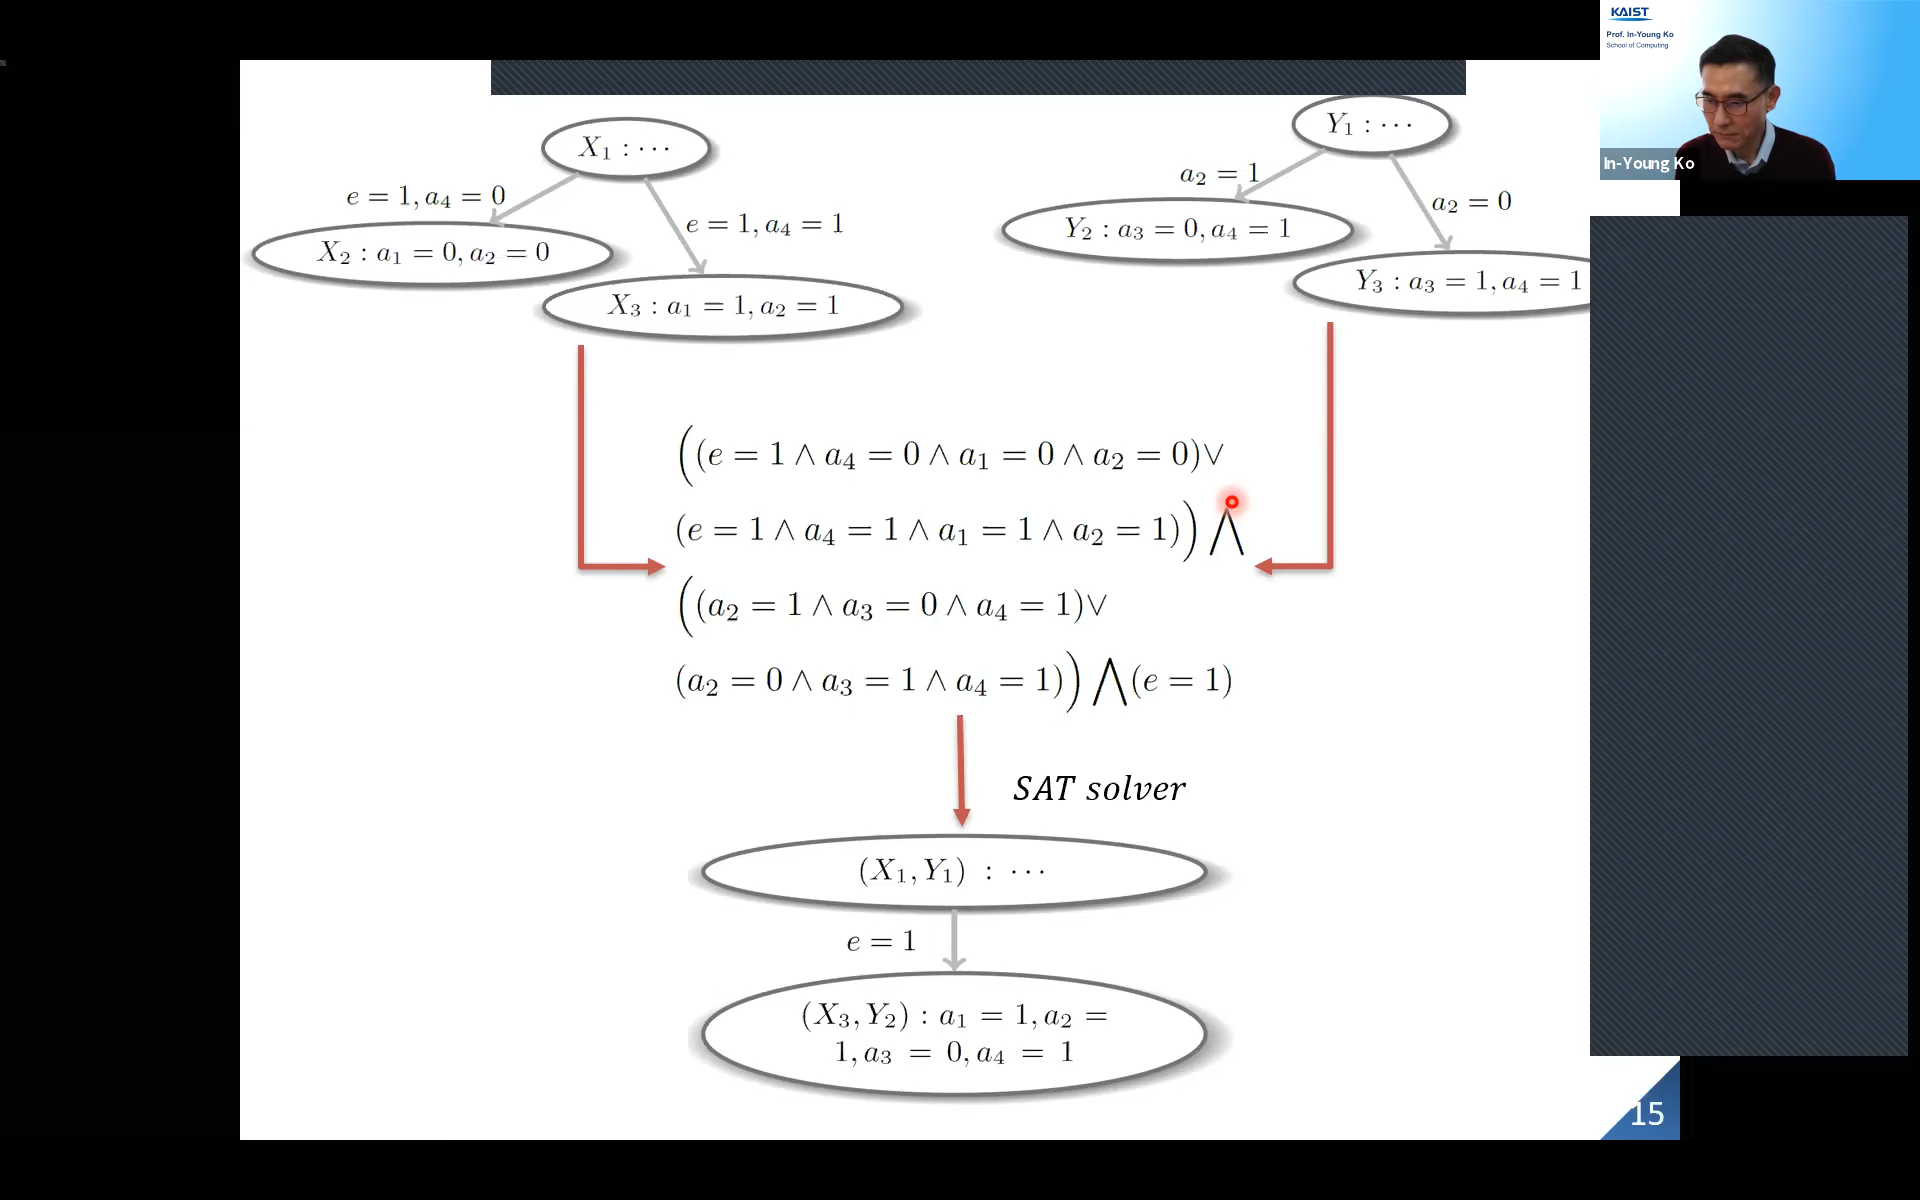 KAIST
Prof. In-Young Ko
School of Computing
In-Young Ko
X₁ : ⋯
e = 1, a₄ = 0
e = 1, a₄ = 1
X₂ : a₁ = 0, a₂ = 0
X₃ : a₁ = 1, a₂ = 1
Y₁ : ⋯
a₂ = 1
a₂ = 0
Y₂ : a₃ = 0, a₄ = 1
Y₃ : a₃ = 1, a₄ = 1
((e = 1 ∧ a₄ = 0 ∧ a₁ = 0 ∧ a₂ = 0)∨
(e = 1 ∧ a₄ = 1 ∧ a₁ = 1 ∧ a₂ = 1)) ⋀
((a₂ = 1 ∧ a₃ = 0 ∧ a₄ = 1)∨
(a₂ = 0 ∧ a₃ = 1 ∧ a₄ = 1)) ⋀(e = 1)
SAT solver
(X₁, Y₁) : ⋯
e = 1
(X₃, Y₂) : a₁ = 1, a₂ =
1, a₃ = 0, a₄ = 1
15